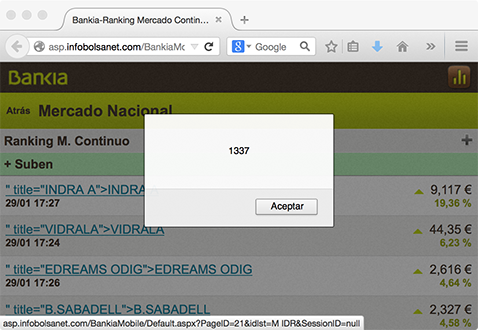 Bankia-Ranking Mercado Contin...
asp.infobolsanet.com/BankiaMo
Google
Bankia
Atrás Mercado Nacional
Ranking M. Continuo +
+ Suben
1337
Aceptar
" title="INDRA A">INDRA A 9,117 €
29/01 17:27 19,36 %
" title="VIDRALA">VIDRALA 44,35 €
29/01 17:24 6,23 %
" title="EDREAMS ODIG">EDREAMS ODIG 2,616 €
29/01 17:26 4,64 %
" title="B.SABADELL">B.SABADELL 2,327 €
asp.infobolsanet.com/BankiaMobile/Default.aspx?PageID=21&idIst=M IDR&SessionID=null 4,58 %